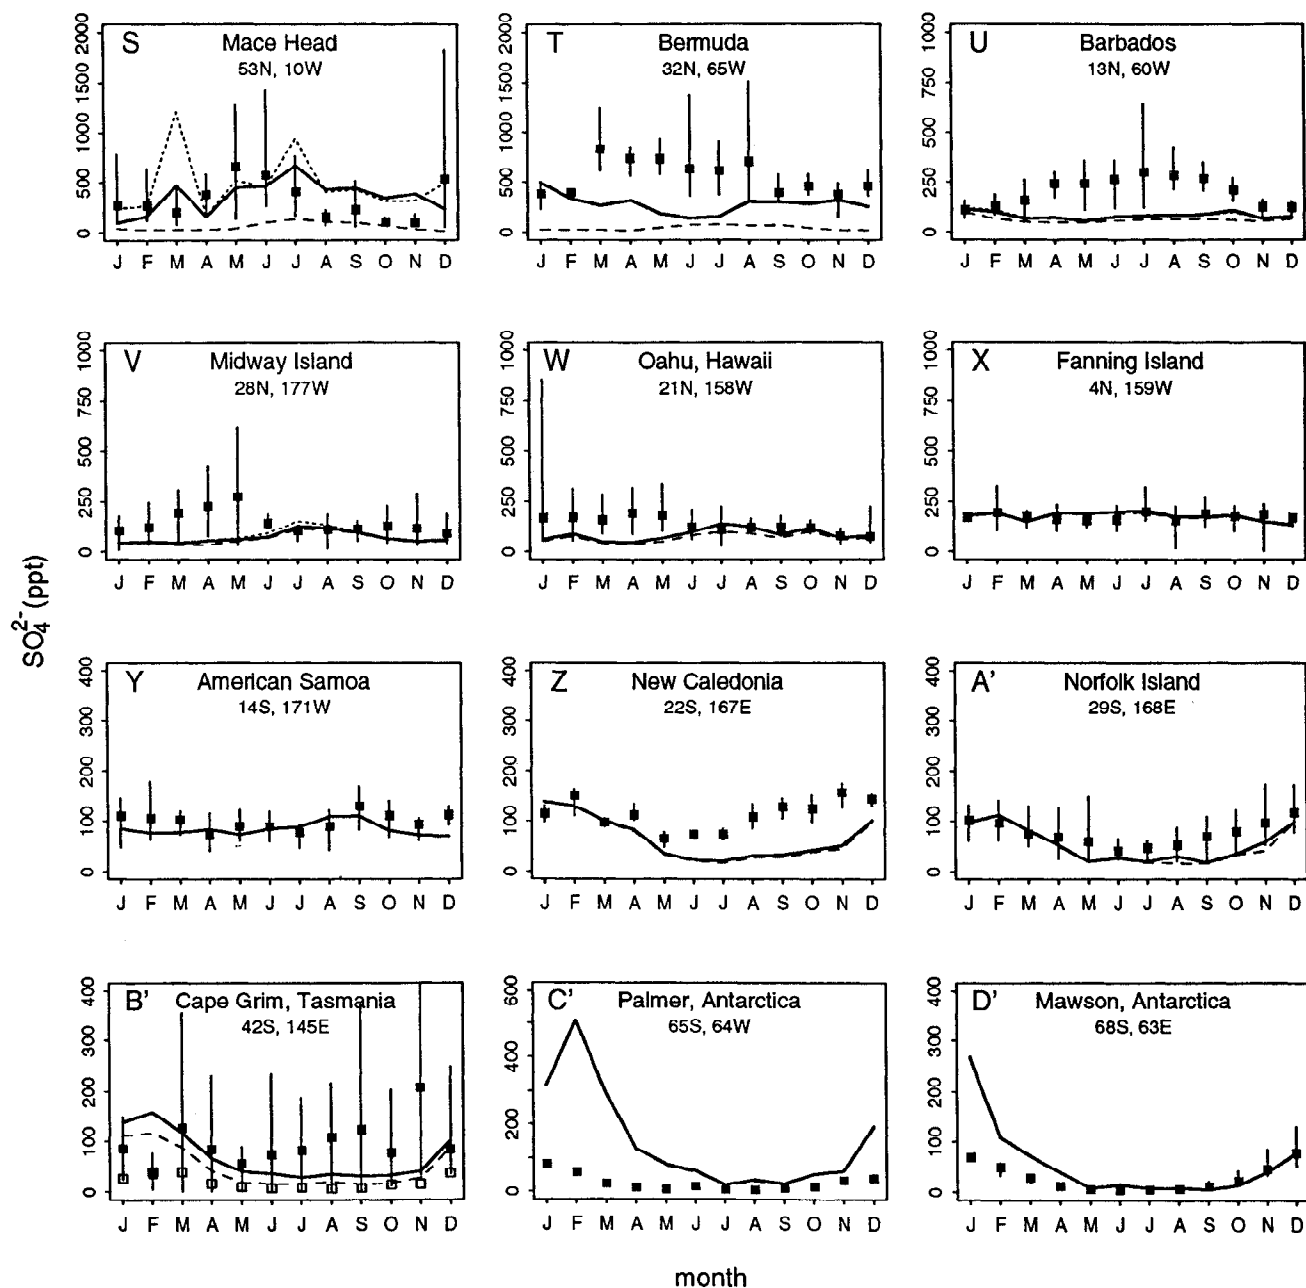 SO₄²⁻ (ppt)
S Mace Head
53N, 10W
0 500 1000 1500 2000
J F M A M J J A S O N D
T Bermuda
32N, 65W
0 500 1000 1500 2000
J F M A M J J A S O N D
U Barbados
13N, 60W
0 250 500 750 1000
J F M A M J J A S O N D
V Midway Island
28N, 177W
0 250 500 750 1000
J F M A M J J A S O N D
W Oahu, Hawaii
21N, 158W
0 250 500 750 1000
J F M A M J J A S O N D
X Fanning Island
4N, 159W
0 250 500 750 1000
J F M A M J J A S O N D
Y American Samoa
14S, 171W
0 100 200 300 400
J F M A M J J A S O N D
Z New Caledonia
22S, 167E
0 100 200 300 400
J F M A M J J A S O N D
A' Norfolk Island
29S, 168E
0 100 200 300 400
J F M A M J J A S O N D
B' Cape Grim, Tasmania
42S, 145E
0 100 200 300 400
J F M A M J J A S O N D
C' Palmer, Antarctica
65S, 64W
0 200 400 600
J F M A M J J A S O N D
D' Mawson, Antarctica
68S, 63E
0 100 200 300 400
J F M A M J J A S O N D
month